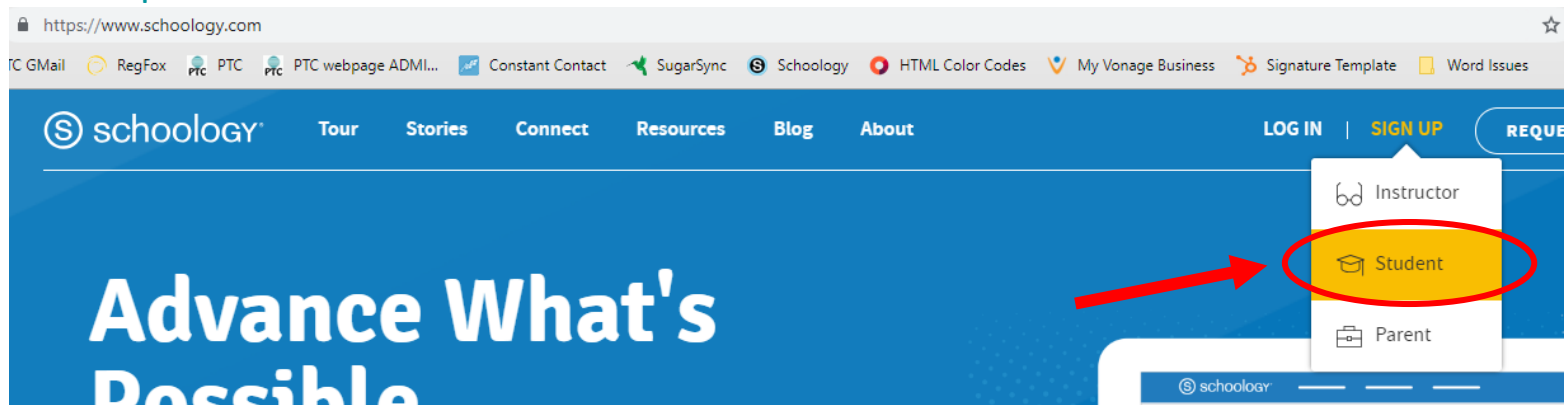 https://www.schoology.com
TC GMail RegFox PTC PTC PTC PTC webpage ADMI... Constant Contact SugarSync S Schoology HTML Color Codes My Vonage Business Signature Template Word Issues
S schoology® Tour Stories Connect Resources Blog About LOG IN | SIGN UP REQUE
Instructor
Student
Parent
Advance What's
Possible
S schoology